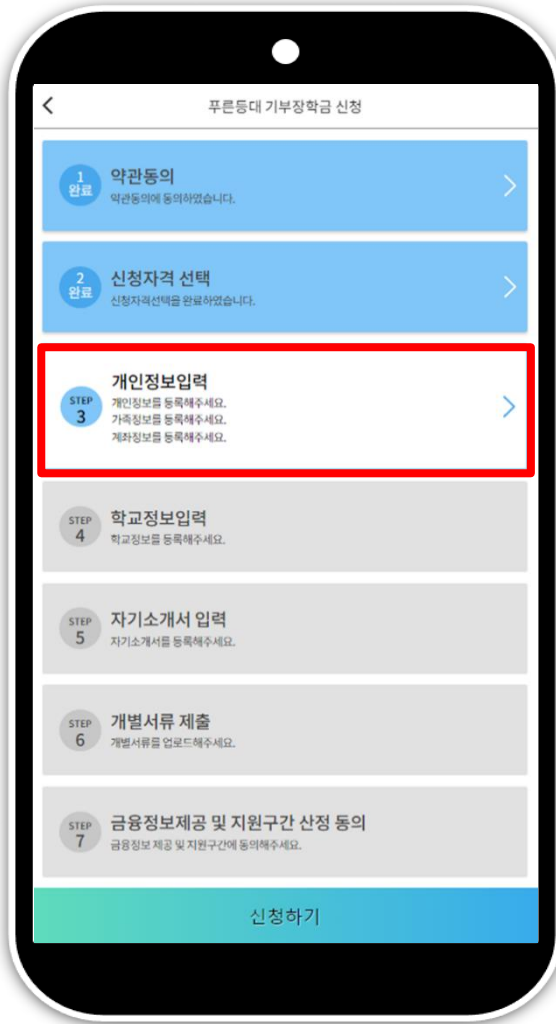 푸른등대 기부장학금 신청
1
완료
약관동의
약관동의에 동의하였습니다.
2
완료
신청자격 선택
신청자격선택을 완료하였습니다.
STEP
3
개인정보입력
개인정보를 등록해주세요.
가족정보를 등록해주세요.
계좌정보를 등록해주세요.
STEP
4
학교정보입력
학교정보를 등록해주세요.
STEP
5
자기소개서 입력
자기소개서를 등록해주세요.
STEP
6
개별서류 제출
개별서류를 업로드해주세요.
STEP
7
금융정보제공 및 지원구간 산정 동의
금융정보 제공 및 지원구간에 동의해주세요.
신청하기